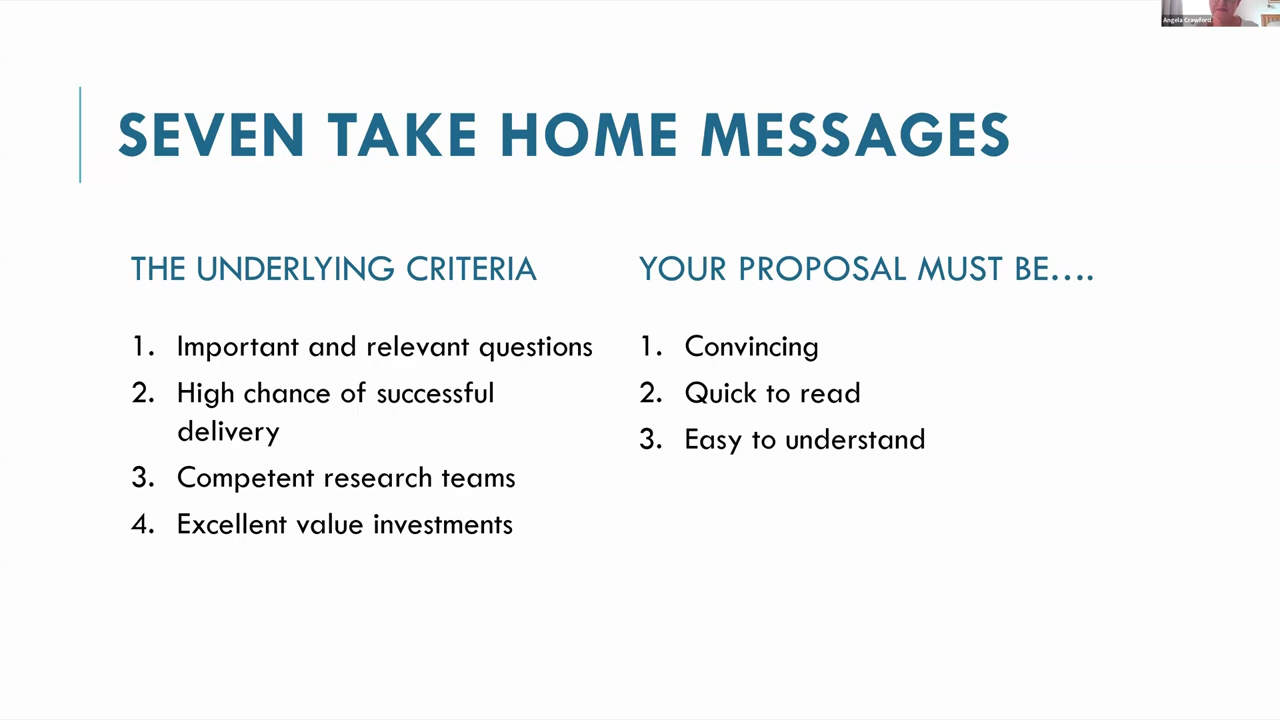 Angela Crawford
SEVEN TAKE HOME MESSAGES
THE UNDERLYING CRITERIA
1. Important and relevant questions
2. High chance of successful
delivery
3. Competent research teams
4. Excellent value investments
YOUR PROPOSAL MUST BE....
1. Convincing
2. Quick to read
3. Easy to understand